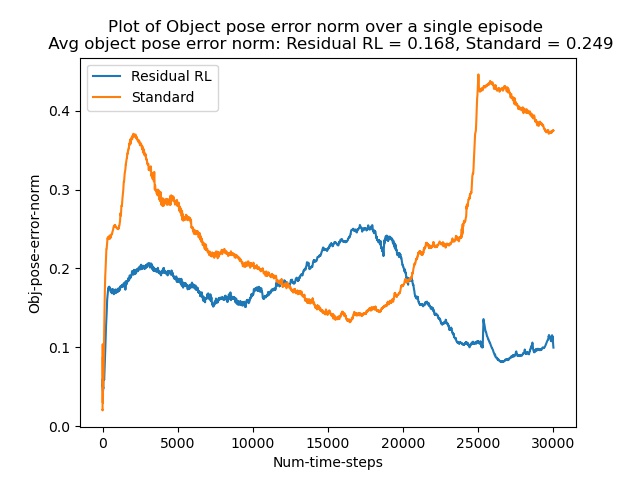 Plot of Object pose error norm over a single episode
Avg object pose error norm: Residual RL = 0.168, Standard = 0.249
Residual RL
Standard
0.4
0.3
0.2
0.1
0.0
Obj-pose-error-norm
0 5000 10000 15000 20000 25000 30000
Num-time-steps